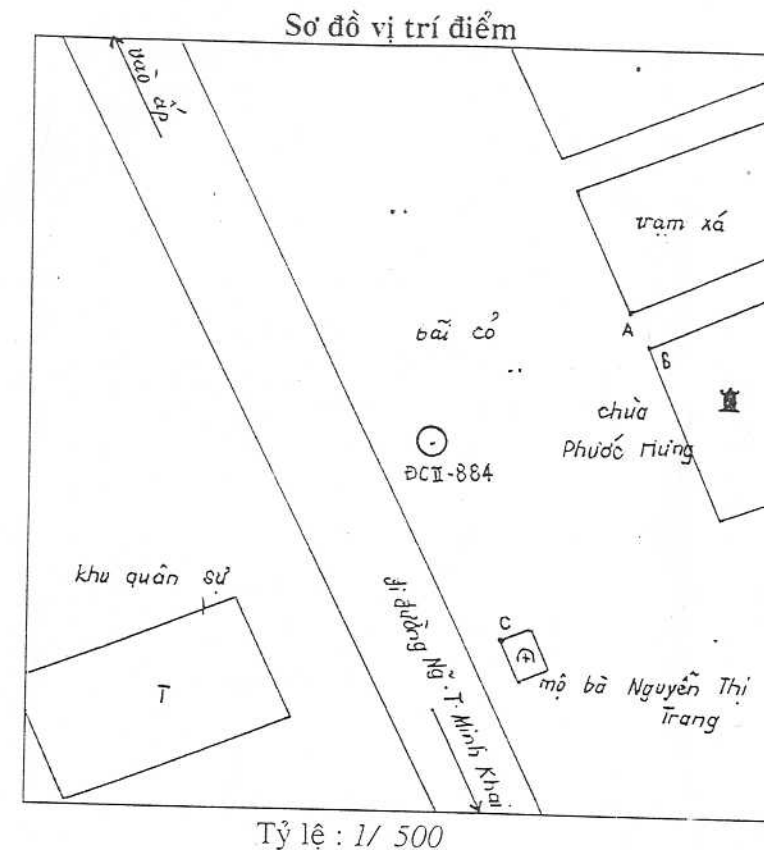 Sơ đồ vị trí điểm
vaò ấp
trạm xá
bãi cỏ
A
B
chùa
Phước Hưng
ĐCII-884
khu quân sự
T
đi đường Ng~. T. Minh Khai
C
mộ bà Nguyễn Thị
Trang
Tỷ lệ : 1/ 500